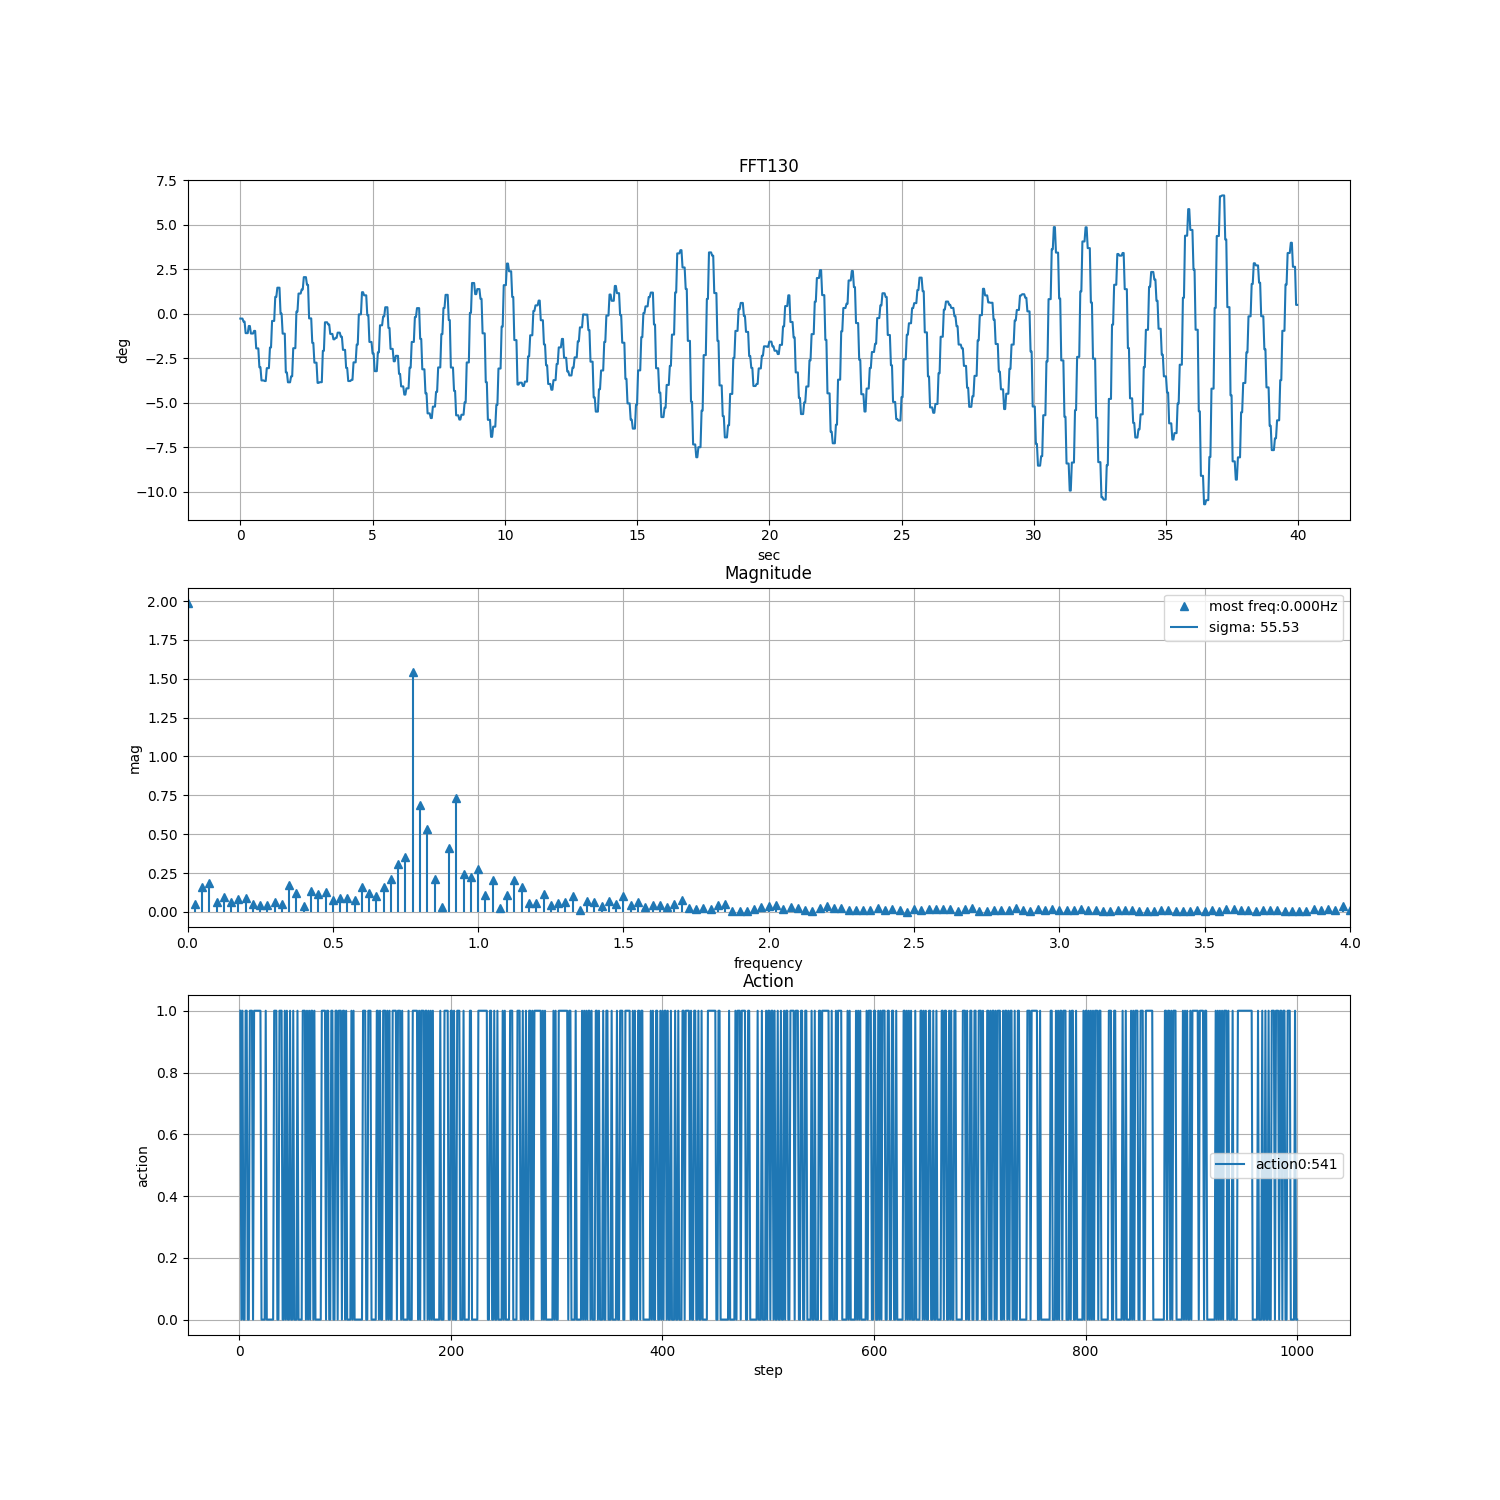 FFT130
7.5
5.0
2.5
0.0
−2.5
−5.0
−7.5
−10.0
deg
0 5 10 15 20 25 30 35 40
sec
Magnitude
2.00
1.75
1.50
1.25
1.00
0.75
0.50
0.25
0.00
mag
most freq:0.000Hz
sigma: 55.53
0.0 0.5 1.0 1.5 2.0 2.5 3.0 3.5 4.0
frequency
Action
1.0
0.8
0.6
0.4
0.2
0.0
action
action0:541
0 200 400 600 800 1000
step